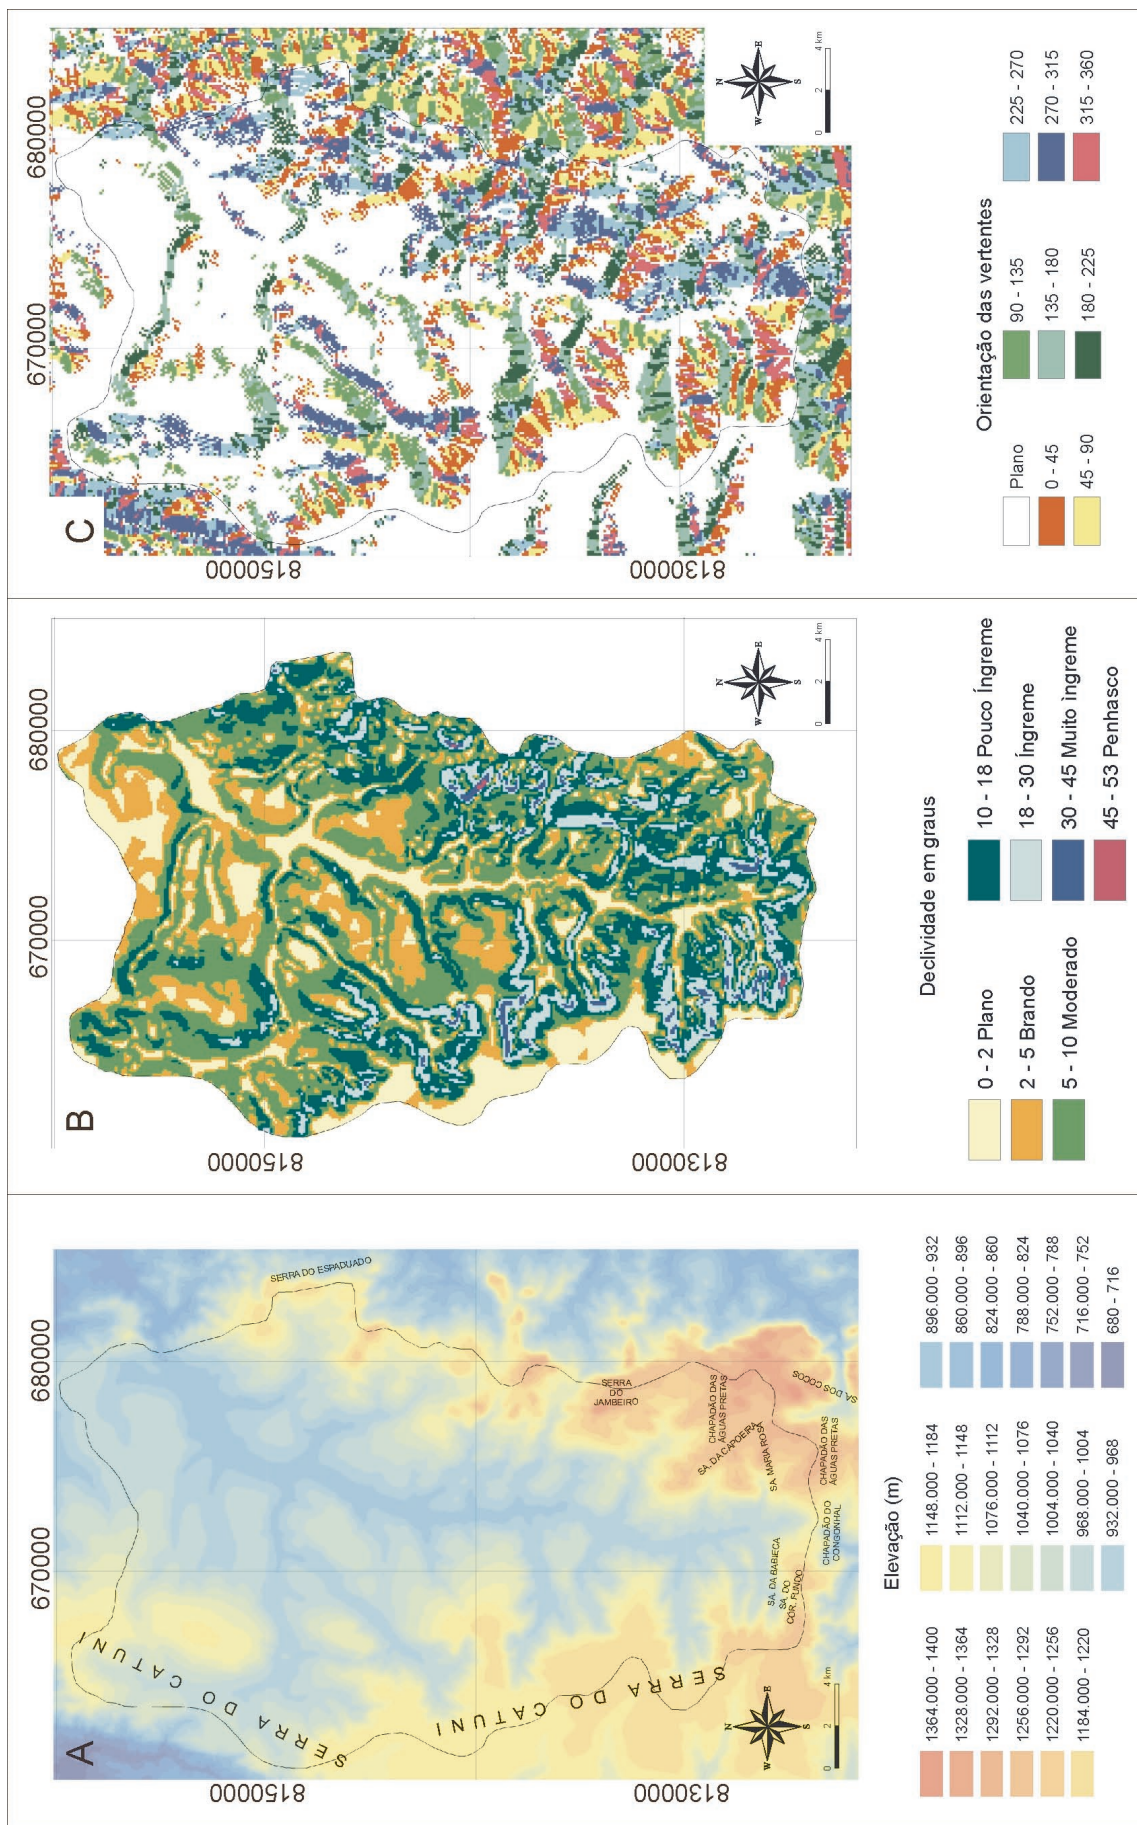 A
670000
680000
8150000
8130000
SERRA DO CATUNI
SERRA DO CATUNI
SERRA DO ESPADUADO
SERRA
DO
JAMBEIRO
CHAPADÃO DAS
ÁGUAS PRETAS
SA. DA CAPOEIRA
SA. MARIA ROSA
SA. DOS COCOS
CHAPADÃO DAS
ÁGUAS PRETAS
CHAPADÃO DO
CONGONHAL
SA. DA BABIECA
SA. DO
COR. FUNDO
N
W
E
S
0 2 4 km
Elevação (m)
1364.000 - 1400
1328.000 - 1364
1292.000 - 1328
1256.000 - 1292
1220.000 - 1256
1184.000 - 1220
1148.000 - 1184
1112.000 - 1148
1076.000 - 1112
1040.000 - 1076
1004.000 - 1040
968.000 - 1004
932.000 - 968
896.000 - 932
860.000 - 896
824.000 - 860
788.000 - 824
752.000 - 788
716.000 - 752
680 - 716
B
670000
680000
8150000
8130000
N
W
E
S
0 2 4 km
Declividade em graus
0 - 2 Plano
2 - 5 Brando
5 - 10 Moderado
10 - 18 Pouco Íngreme
18 - 30 Íngreme
30 - 45 Muito ingreme
45 - 53 Penhasco
C
670000
680000
8150000
8130000
N
W
E
S
0 2 4 km
Orientação das vertentes
Plano
0 - 45
45 - 90
90 - 135
135 - 180
180 - 225
225 - 270
270 - 315
315 - 360